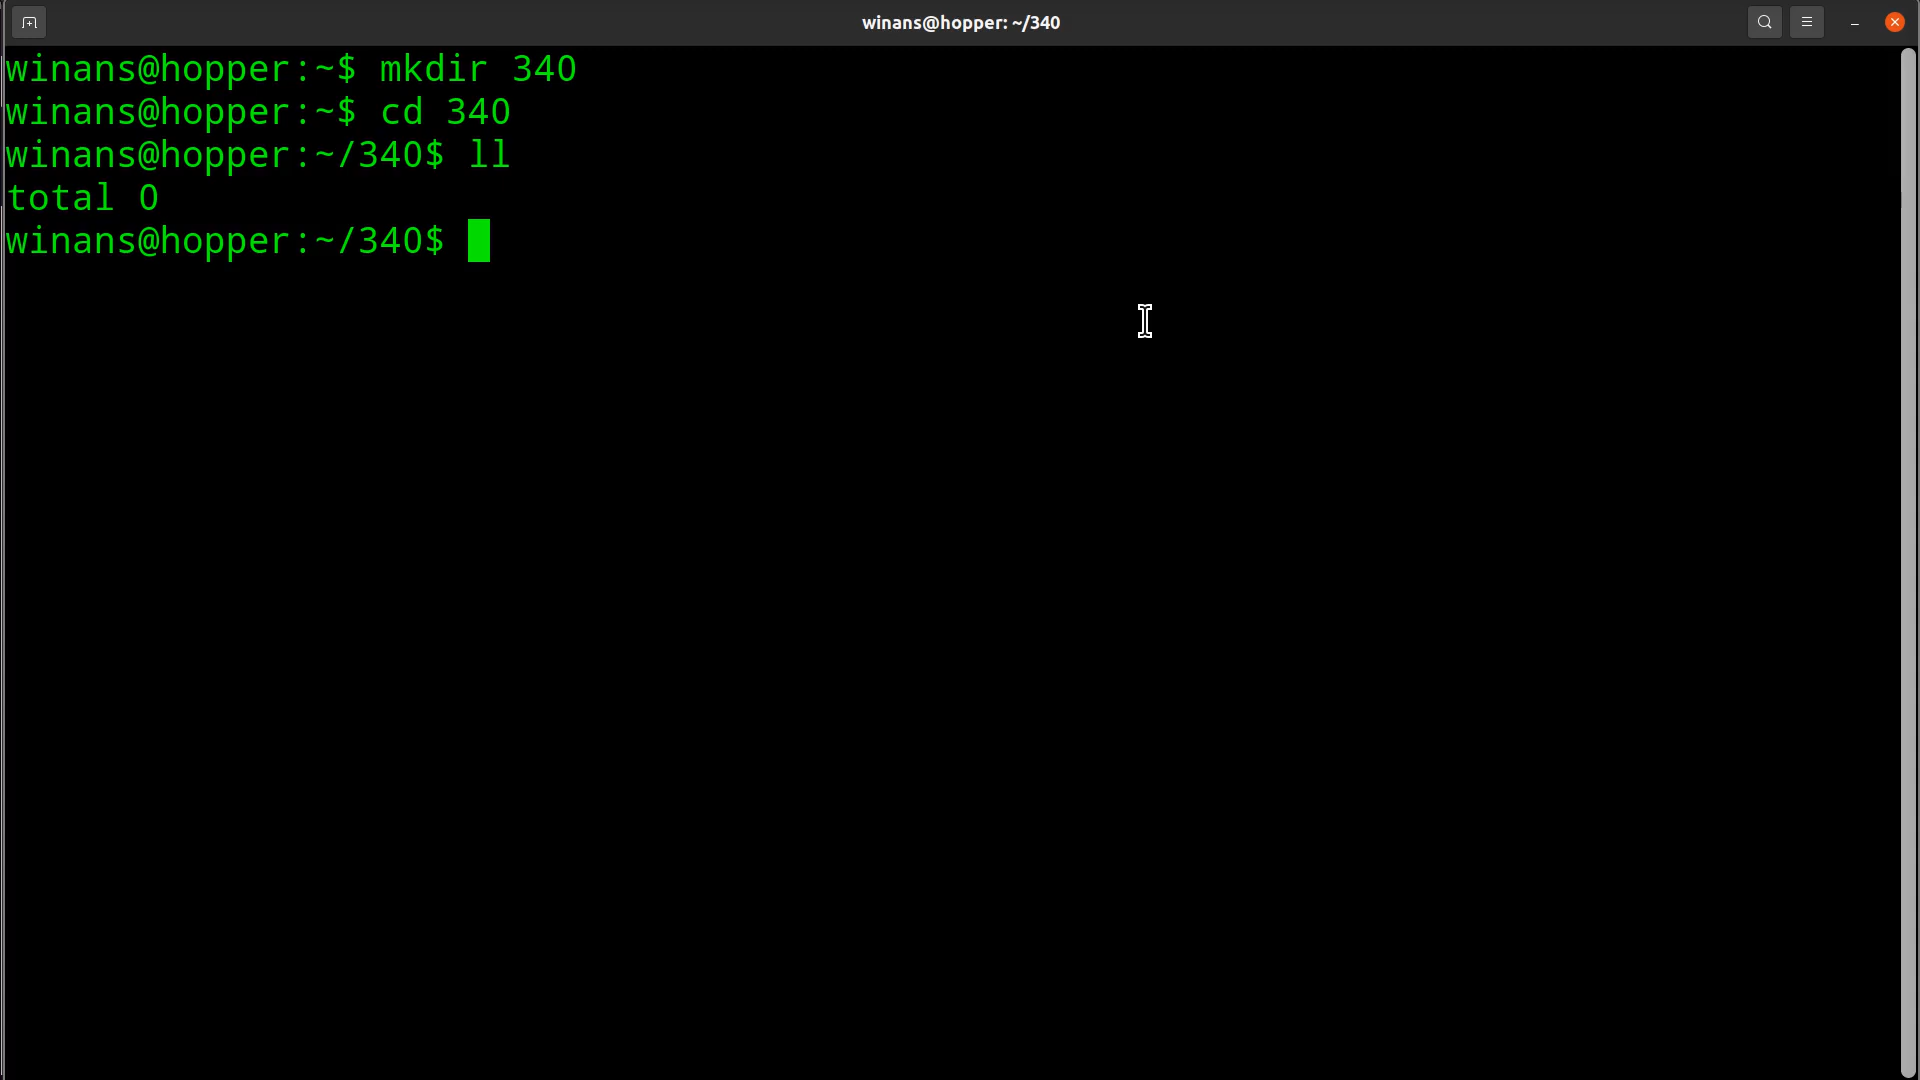 winans@hopper: ~/340
winans@hopper:~$ mkdir 340
winans@hopper:~$ cd 340
winans@hopper:~/340$ ll
total 0
winans@hopper:~/340$